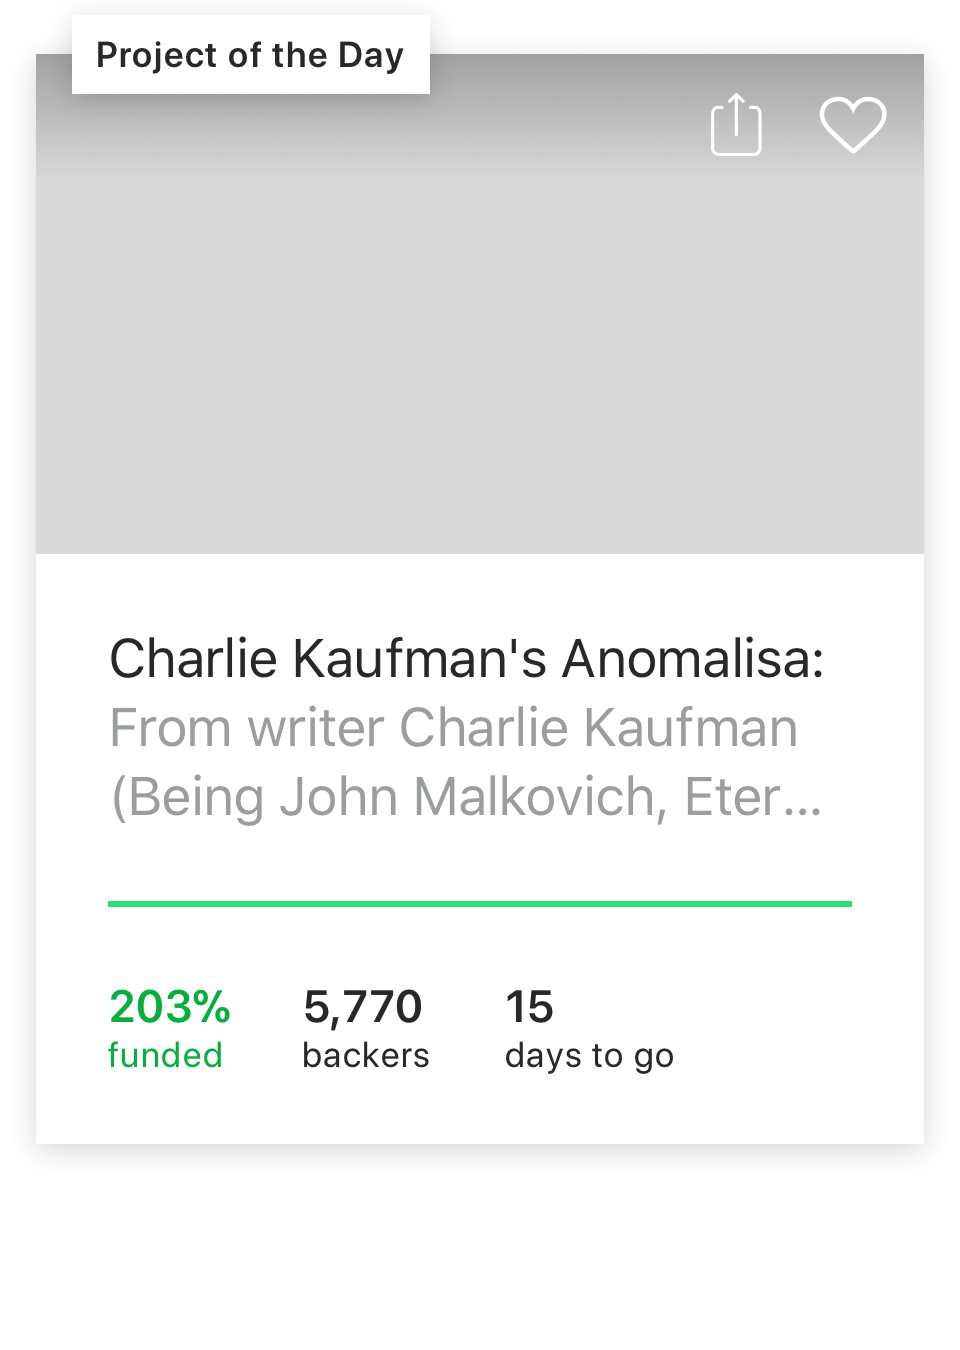 Project of the Day
Charlie Kaufman's Anomalisa:
From writer Charlie Kaufman
(Being John Malkovich, Eter...
203% 5,770 15
funded backers days to go